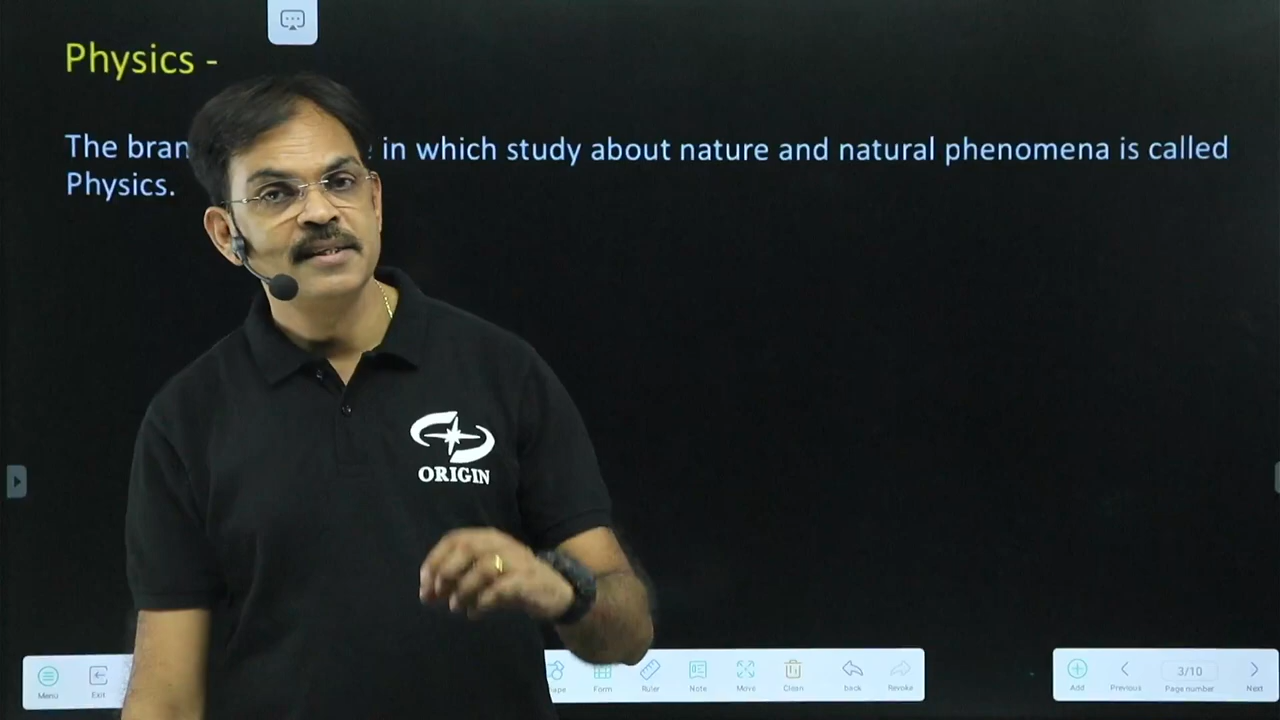 Physics -
The bran in which study about nature and natural phenomena is called
Physics.
ORIGIN
Menu
Exit
ape
Form
Ruler
Note
Move
Clean
back
Revoke
Add
Previous
3/10
Page number
Next